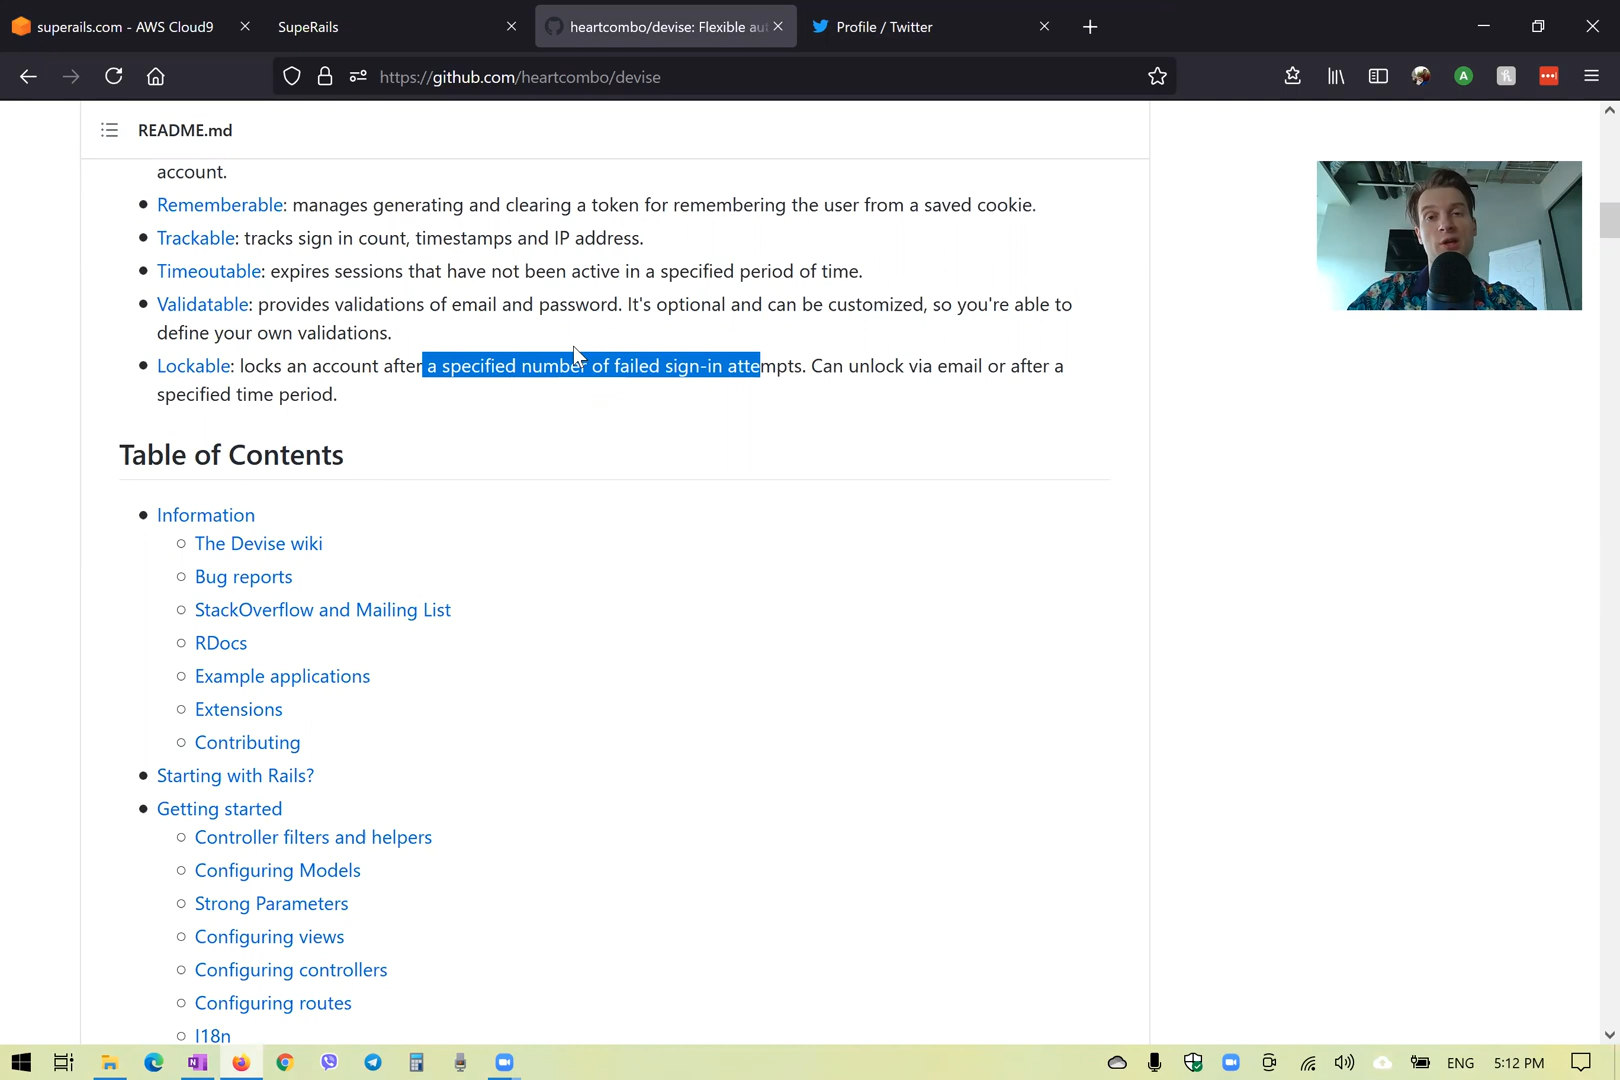 superails.com - AWS Cloud9
SupeRails
heartcombo/devise: Flexible aut
Profile / Twitter
https://github.com/heartcombo/devise
A
README.md
account.
Rememberable: manages generating and clearing a token for remembering the user from a saved cookie.
Trackable: tracks sign in count, timestamps and IP address.
Timeoutable: expires sessions that have not been active in a specified period of time.
Validatable: provides validations of email and password. It's optional and can be customized, so you're able to
define your own validations.
Lockable: locks an account after a specified number of failed sign-in attempts. Can unlock via email or after a
specified time period.
Table of Contents
Information
The Devise wiki
Bug reports
StackOverflow and Mailing List
RDocs
Example applications
Extensions
Contributing
Starting with Rails?
Getting started
Controller filters and helpers
Configuring Models
Strong Parameters
Configuring views
Configuring controllers
Configuring routes
I18n
ENG
5:12 PM